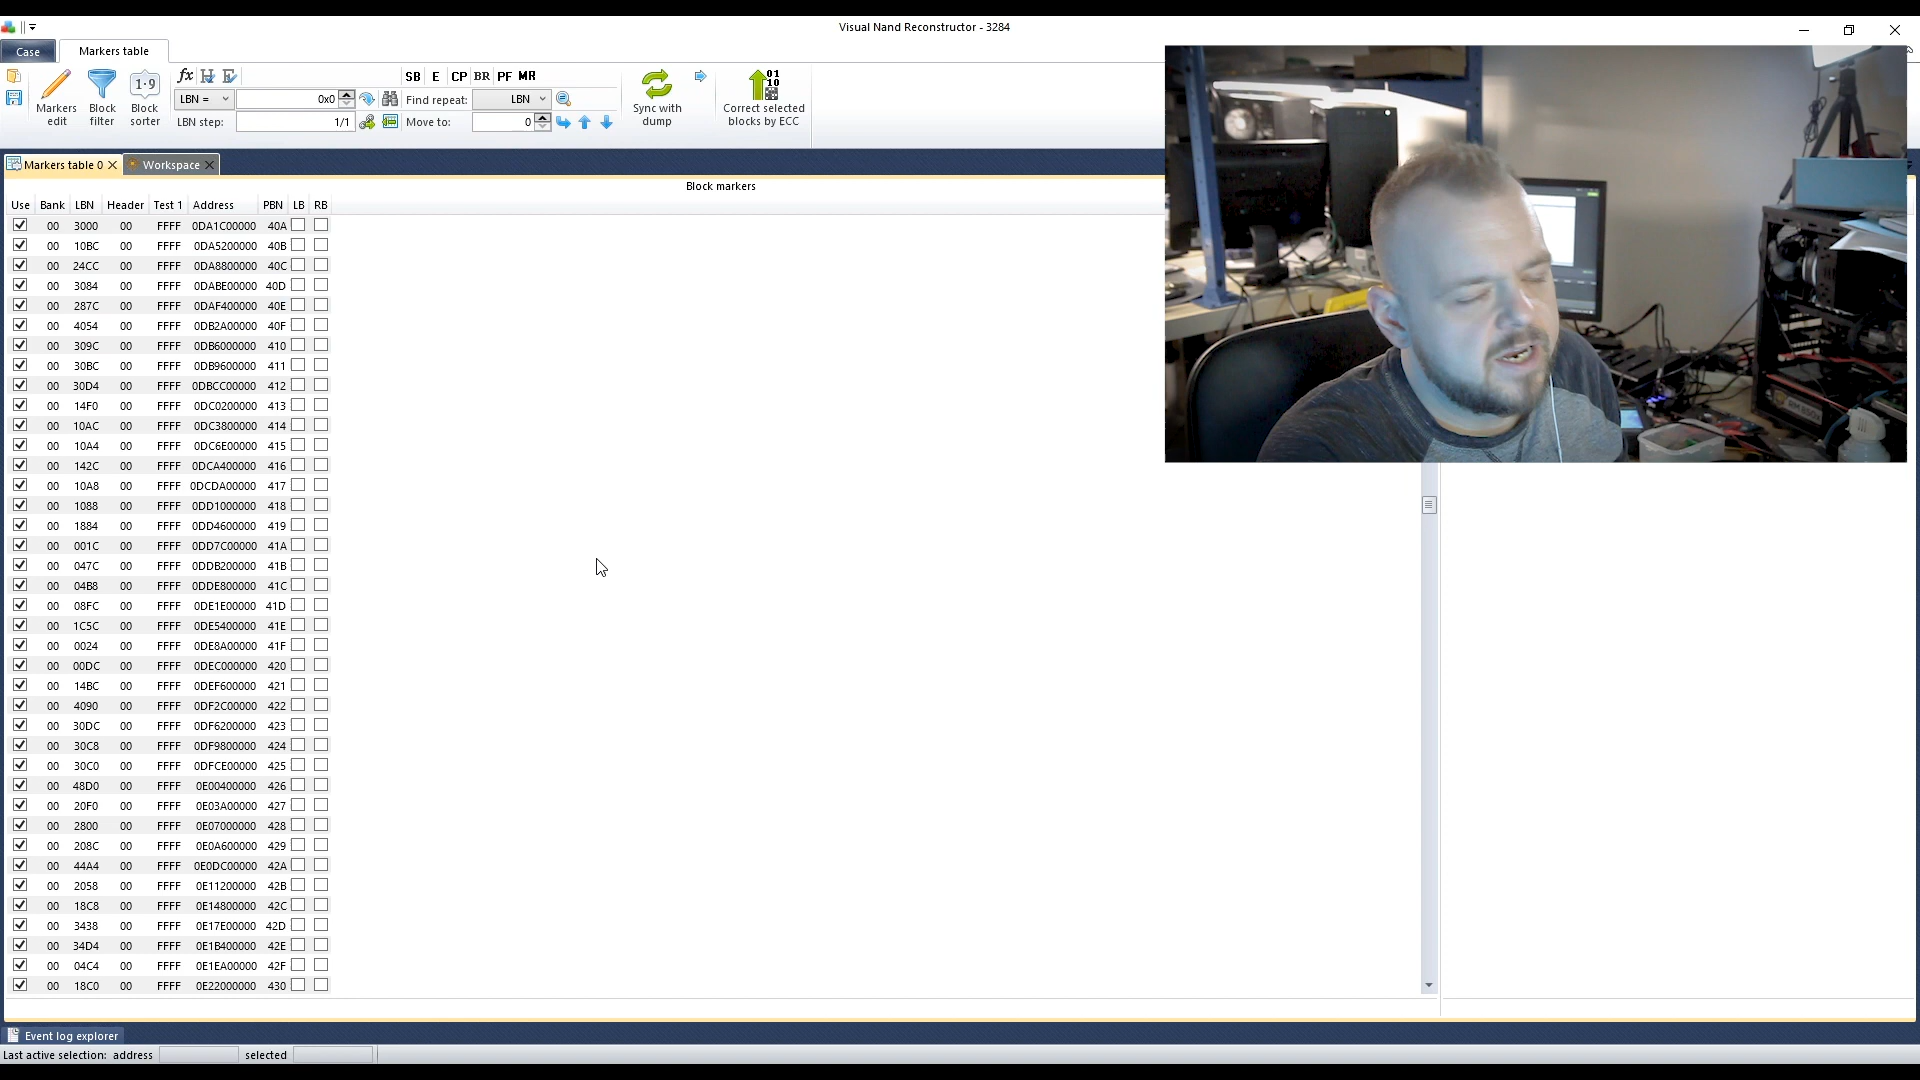 Visual Nand Reconstructor - 3284
Case
Markers table
Markers edit
Block filter
Block sorter
fx
SB E CP BR PF MR
LBN = 0x0
Find repeat: LBN
LBN step: 1/1
Move to: 0
Sync with dump
Correct selected blocks by ECC
Markers table 0
Workspace
Block markers
Use Bank LBN Header Test 1 Address PBN LB RB
00 3000 00 FFFF 0DA1C00000 40A
00 10BC 00 FFFF 0DA5200000 40B
00 24CC 00 FFFF 0DA8800000 40C
00 3084 00 FFFF 0DABE00000 40D
00 287C 00 FFFF 0DAF400000 40E
00 4054 00 FFFF 0DB2A00000 40F
00 309C 00 FFFF 0DB6000000 410
00 30BC 00 FFFF 0DB9600000 411
00 30D4 00 FFFF 0DBCC00000 412
00 14F0 00 FFFF 0DC0200000 413
00 10AC 00 FFFF 0DC3800000 414
00 10A4 00 FFFF 0DC6E00000 415
00 142C 00 FFFF 0DCA400000 416
00 10A8 00 FFFF 0DCDA00000 417
00 1088 00 FFFF 0DD1000000 418
00 1884 00 FFFF 0DD4600000 419
00 001C 00 FFFF 0DD7C00000 41A
00 047C 00 FFFF 0DDB200000 41B
00 04B8 00 FFFF 0DDE800000 41C
00 08FC 00 FFFF 0DE1E00000 41D
00 1C5C 00 FFFF 0DE5400000 41E
00 0024 00 FFFF 0DE8A00000 41F
00 00DC 00 FFFF 0DEC000000 420
00 14BC 00 FFFF 0DEF600000 421
00 4090 00 FFFF 0DF2C00000 422
00 30DC 00 FFFF 0DF6200000 423
00 30C8 00 FFFF 0DF9800000 424
00 30C0 00 FFFF 0DFCE00000 425
00 48D0 00 FFFF 0E00400000 426
00 20F0 00 FFFF 0E03A00000 427
00 2800 00 FFFF 0E07000000 428
00 208C 00 FFFF 0E0A600000 429
00 44A4 00 FFFF 0E0DC00000 42A
00 2058 00 FFFF 0E11200000 42B
00 18C8 00 FFFF 0E14800000 42C
00 3438 00 FFFF 0E17E00000 42D
00 34D4 00 FFFF 0E1B400000 42E
00 04C4 00 FFFF 0E1EA00000 42F
00 18C0 00 FFFF 0E22000000 430
Event log explorer
Last active selection: address selected